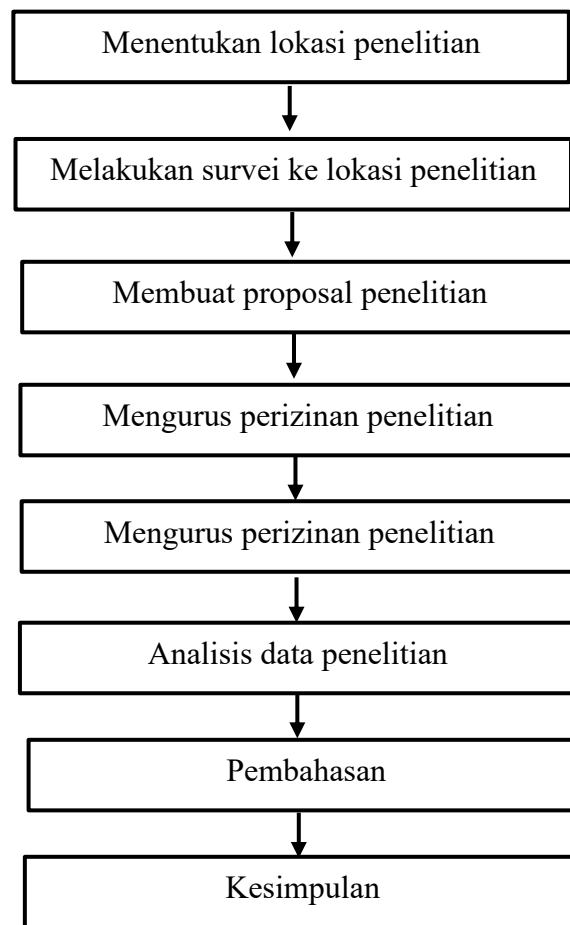 Menentukan lokasi penelitian
Melakukan survei ke lokasi penelitian
Membuat proposal penelitian
Mengurus perizinan penelitian
Mengurus perizinan penelitian
Analisis data penelitian
Pembahasan
Kesimpulan